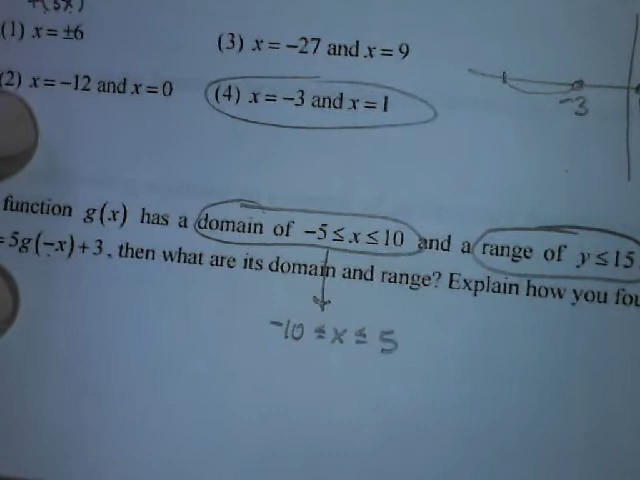 +(3x)
(1) x = ±6
(3) x = −27 and x = 9
(2) x = −12 and x = 0
(4) x = −3 and x = 1
-3
function g(x) has a domain of −5 ≤ x ≤ 10 and a range of y ≤ 15
= 5g(−x)+3, then what are its domain and range? Explain how you fou
-10 ≤ x ≤ 5